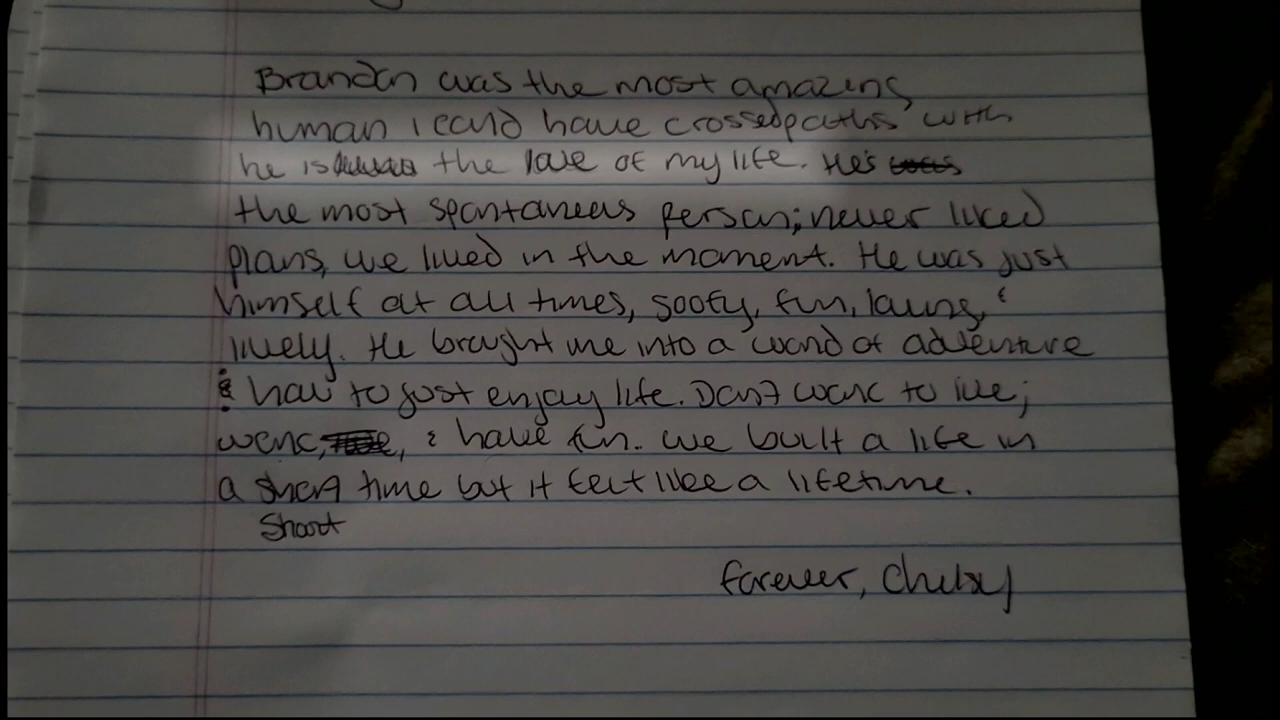 Brandon was the most amazing
human I could have crossed paths with
he is the love of my life. He's
the most spontaneous person; never liked
plans, we lived in the moment. He was just
himself at all times, goofy, fun, loving, &
lively. He brought me into a world of adventure
& how to just enjoy life. Don't work to live;
work, & have fun. We built a life in
a short time but it felt like a lifetime.
Short
Forever, Chelsy